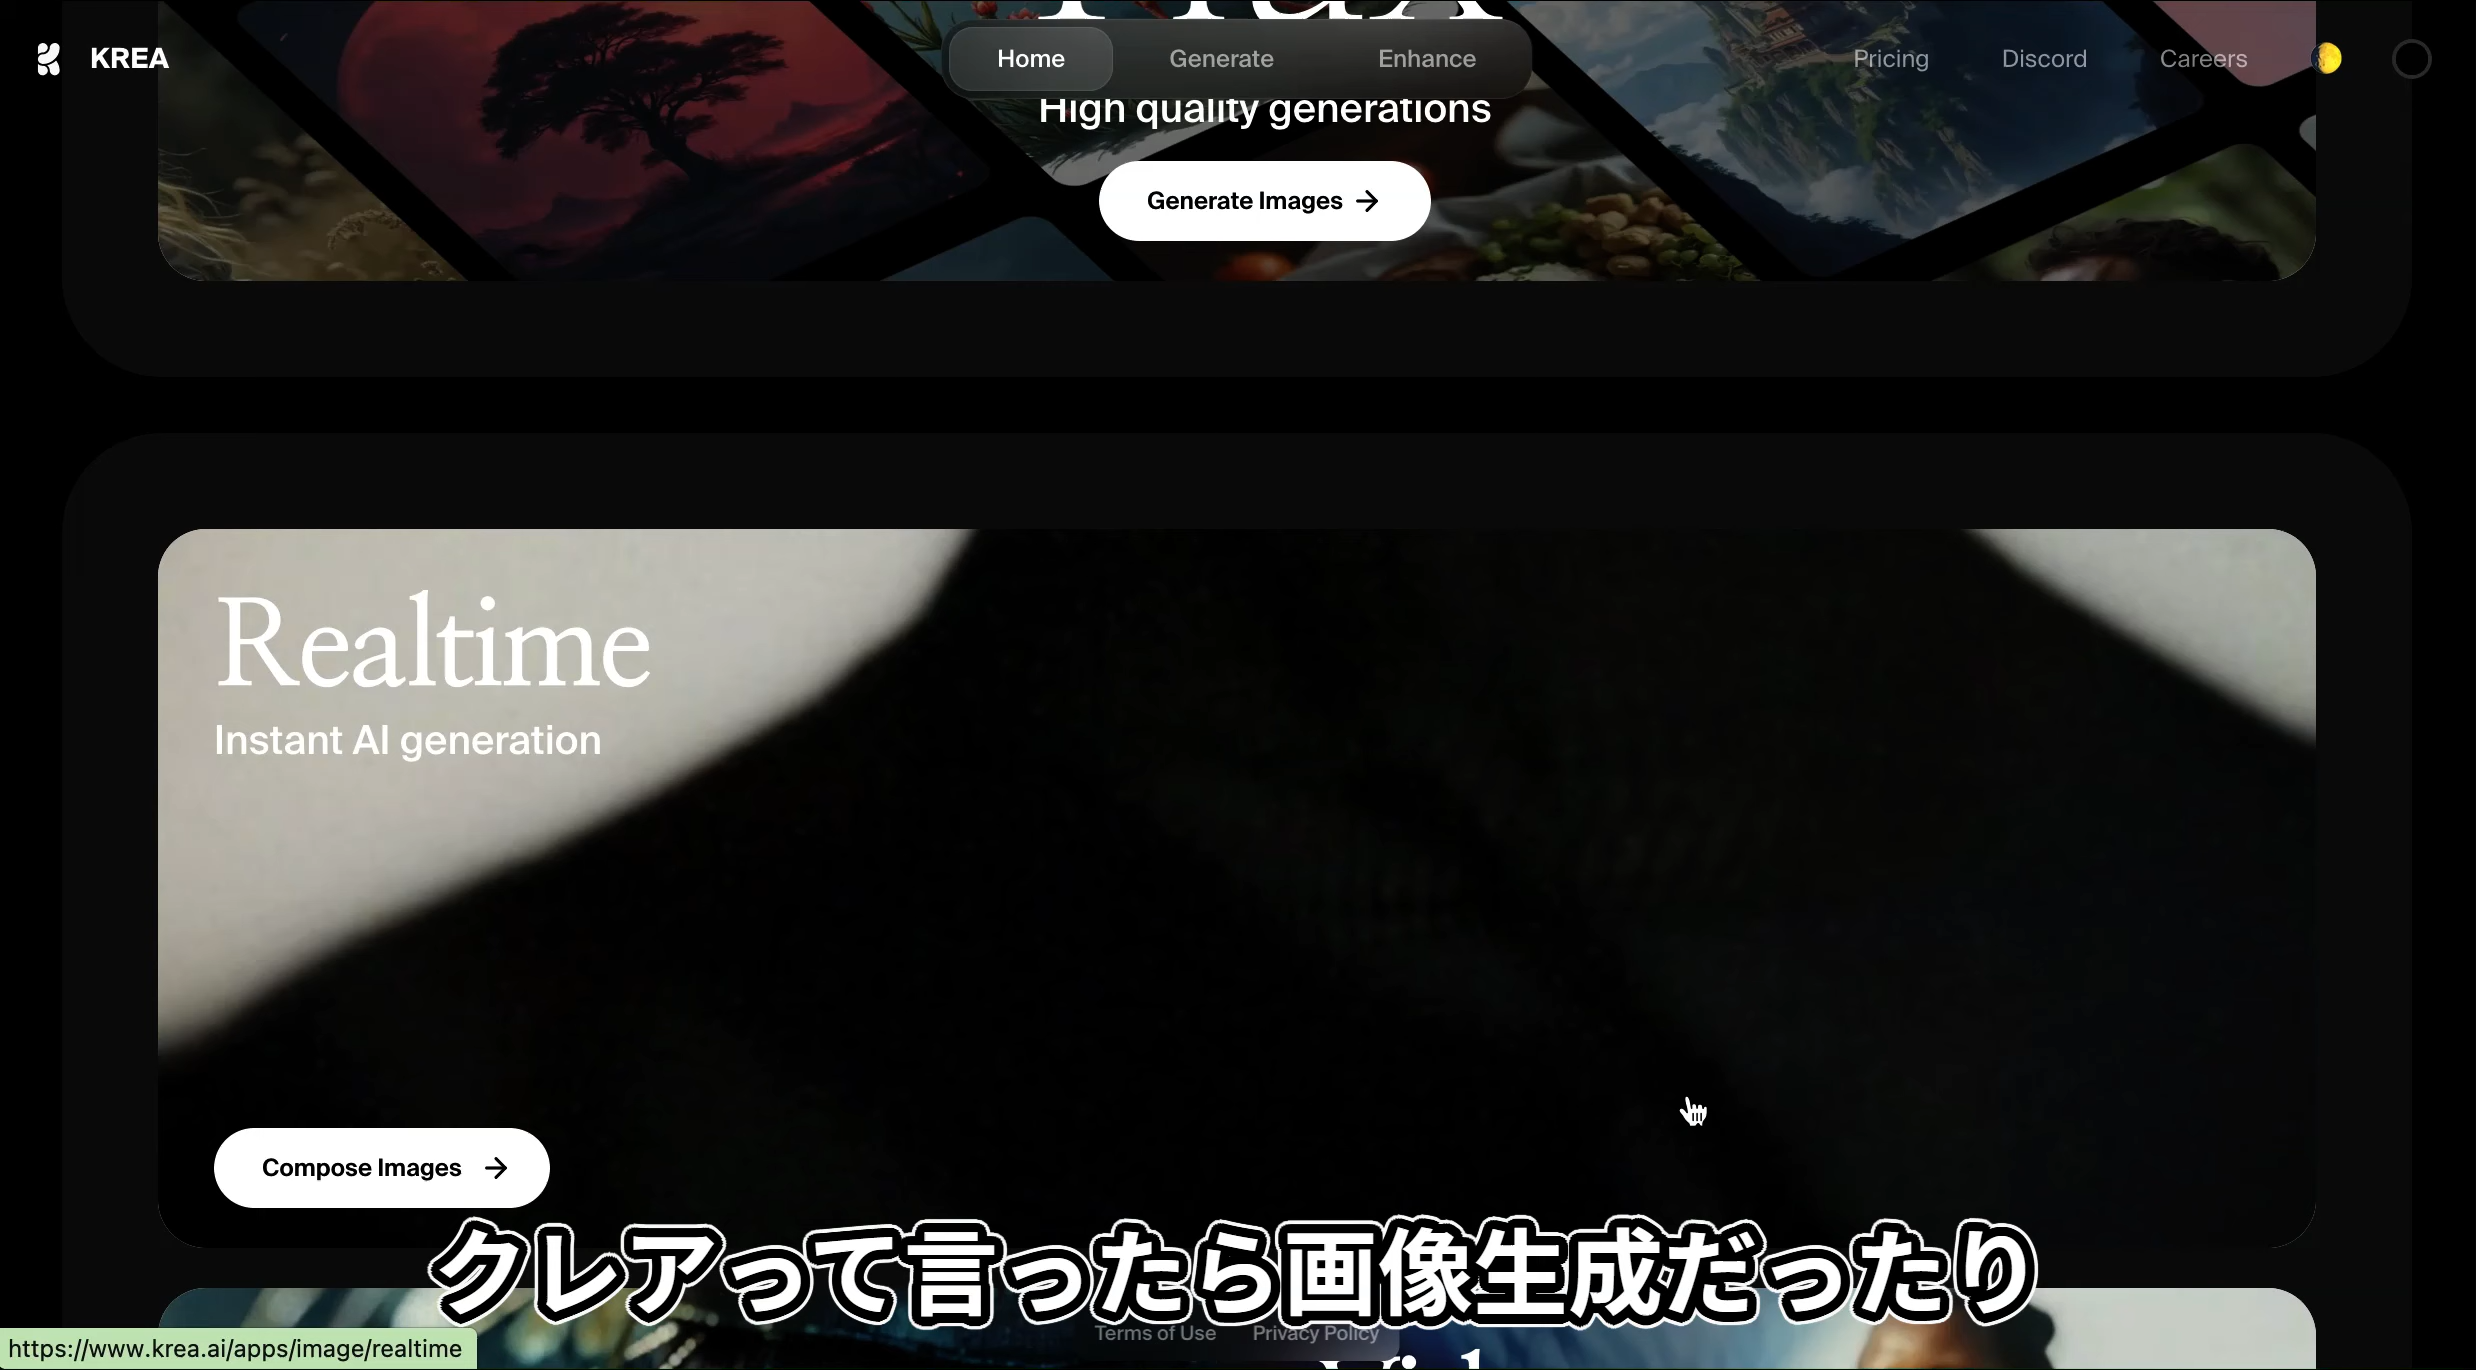 KREA
Home
Generate
Enhance
Pricing
Discord
Careers
High quality generations
Generate Images →
Realtime
Instant AI generation
Compose Images →
クレアって言ったら画像生成だったり
Terms of Use
Privacy Policy
https://www.krea.ai/apps/image/realtime